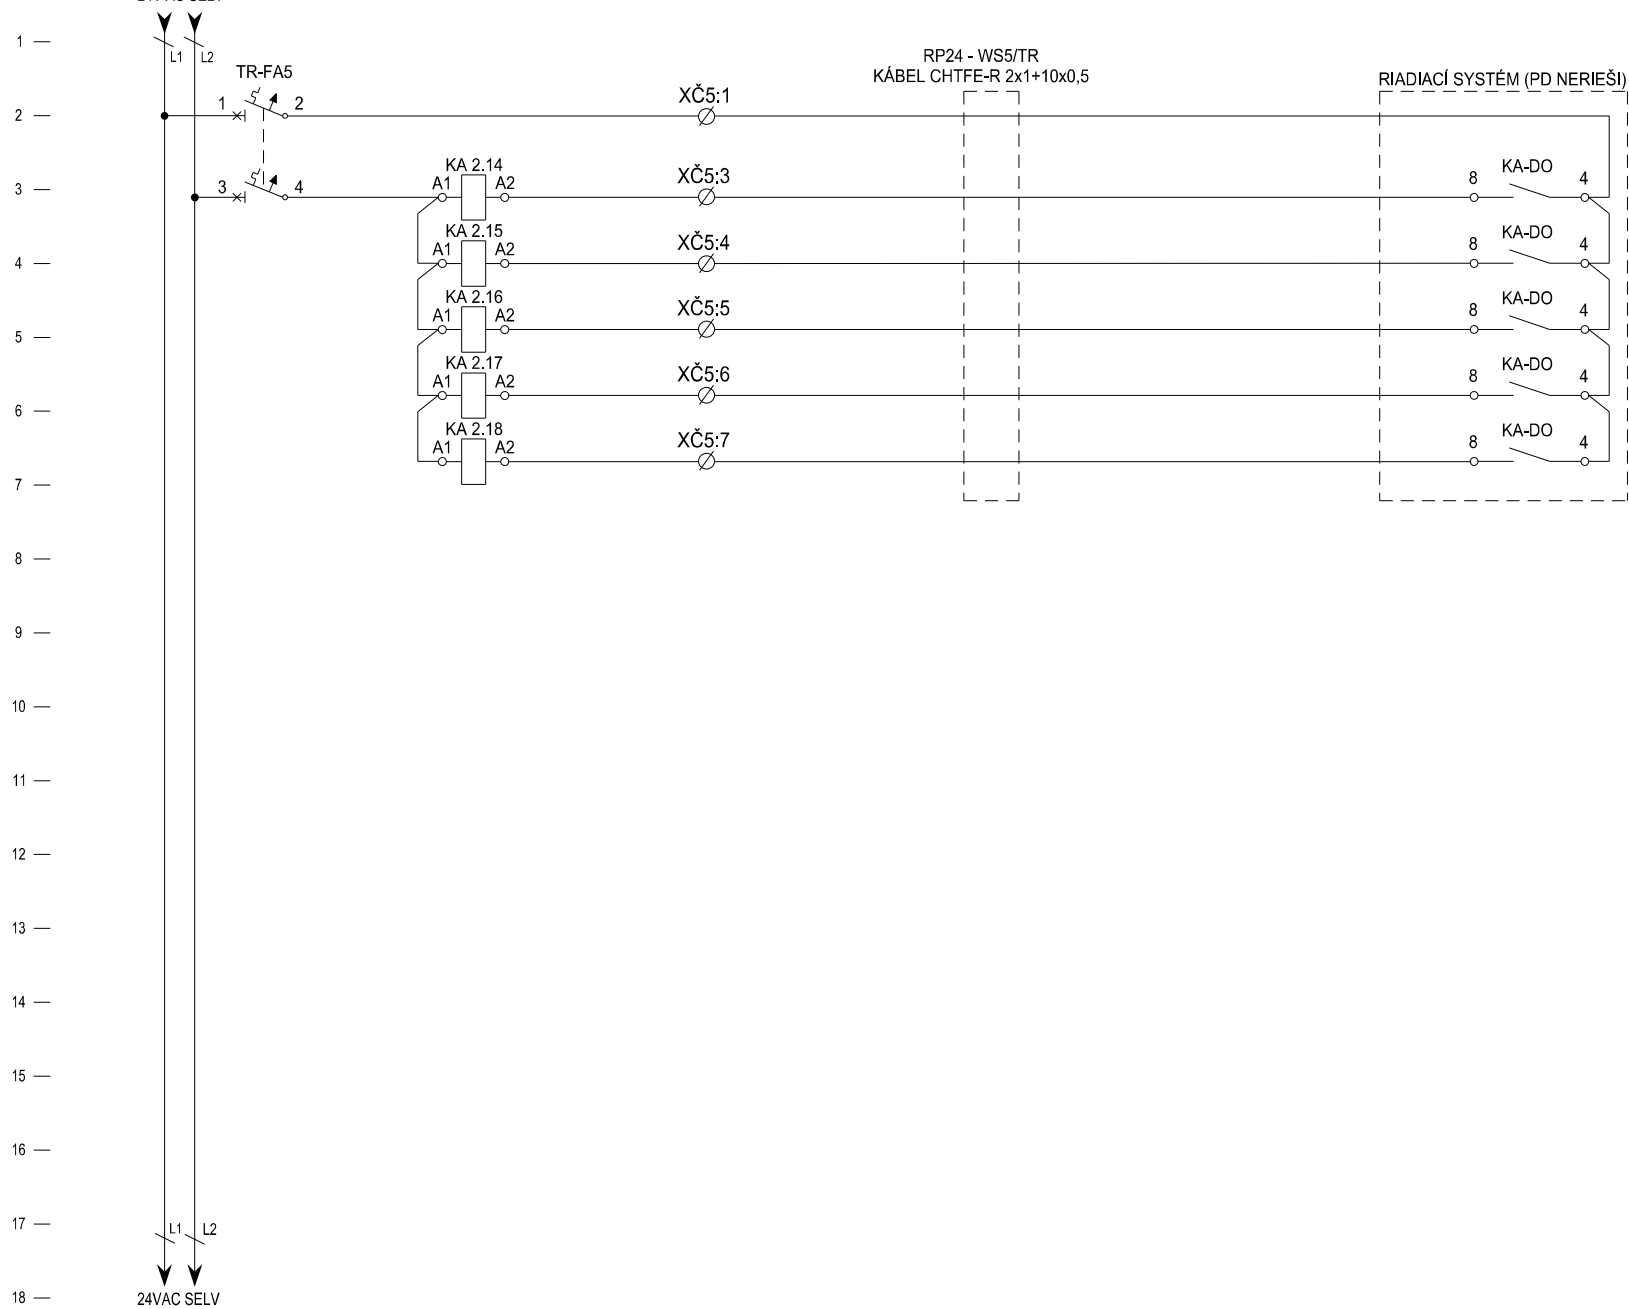 1
L1 L2
RP24 - WS5/TR
KÁBEL CHTFE-R 2x1+10x0,5
RIADIACÍ SYSTÉM (PD NERIEŠI)
TR-FA5
1 2 XČ5:1
2
3 4 A1 KA 2.14 A2 XČ5:3 8 KA-DO 4
3
A1 KA 2.15 A2 XČ5:4 8 KA-DO 4
4
A1 KA 2.16 A2 XČ5:5 8 KA-DO 4
5
A1 KA 2.17 A2 XČ5:6 8 KA-DO 4
6
A1 KA 2.18 A2 XČ5:7 8 KA-DO 4
7
8
9
10
11
12
13
14
15
16
17
L1 L2
18
24VAC SELV